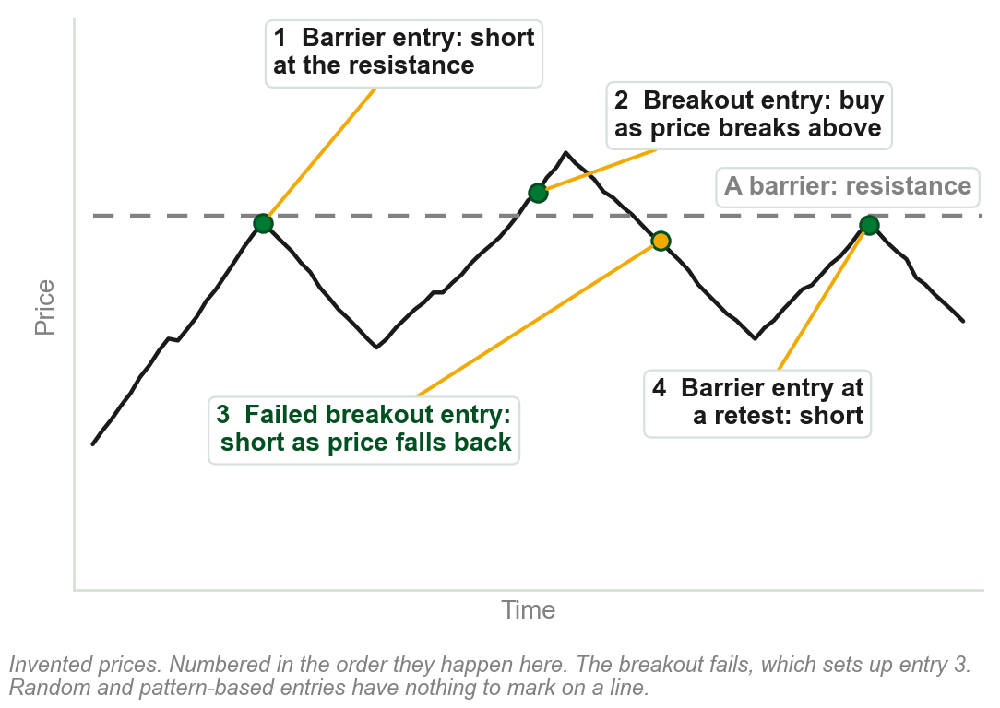 1  Barrier entry: short
at the resistance
2  Breakout entry: buy
as price breaks above
A barrier: resistance
Price
3  Failed breakout entry:
short as price falls back
4  Barrier entry at
a retest: short
Time
Invented prices. Numbered in the order they happen here. The breakout fails, which sets up entry 3.
Random and pattern-based entries have nothing to mark on a line.